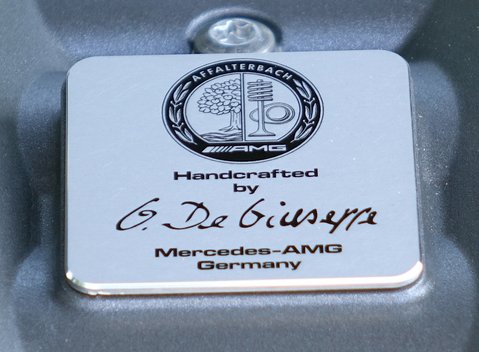 AFFALTERBACH
AMG
Handcrafted
by
G. De Giuseppe
Mercedes-AMG
Germany